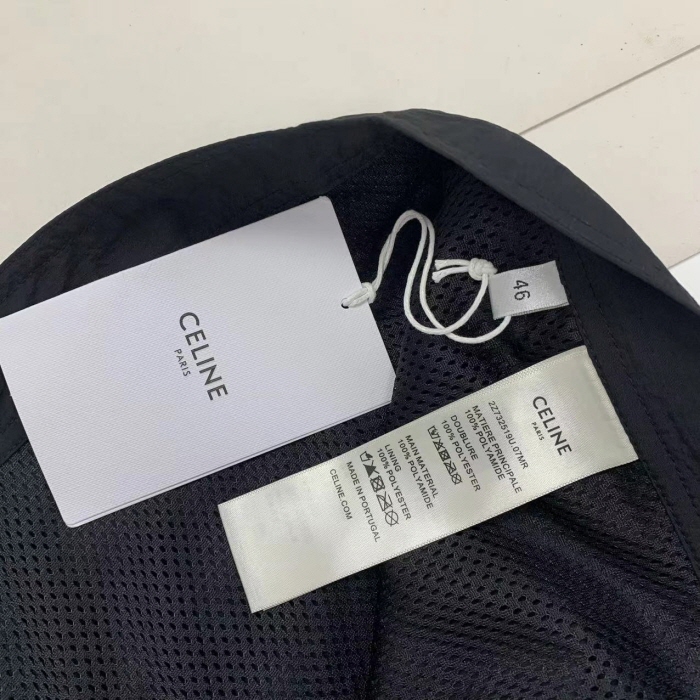 CELINE
PARIS
46
CELINE
PARIS
2Z732519U .07MR
MATIERE PRINCIPALE
100% POLYAMIDE
DOUBLURE
100% POLYESTER
MAIN MATERIAL
100% POLYAMIDE
LINING
100% POLYESTER
MADE IN PORTUGAL
CELINE.COM